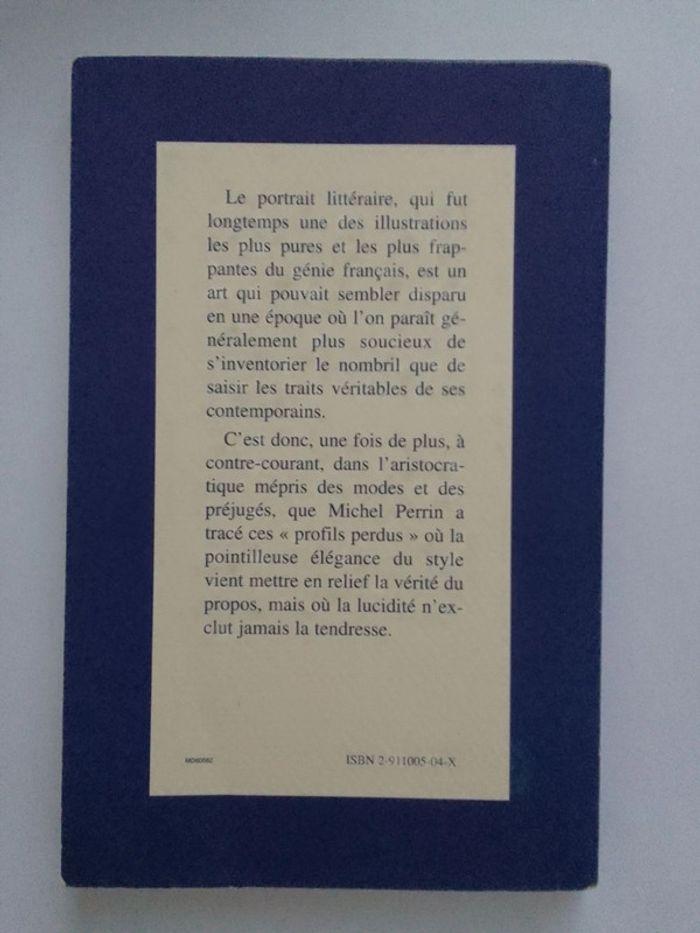 Le portrait littéraire, qui fut
longtemps une des illustrations
les plus pures et les plus frap-
pantes du génie français, est un
art qui pouvait sembler disparu
en une époque où l'on paraît gé-
néralement plus soucieux de
s'inventorier le nombril que de
saisir les traits véritables de ses
contemporains.
C'est donc, une fois de plus, à
contre-courant, dans l'aristocra-
tique mépris des modes et des
préjugés, que Michel Perrin a
tracé ces « profils perdus » où la
pointilleuse élégance du style
vient mettre en relief la vérité du
propos, mais où la lucidité n'ex-
clut jamais la tendresse.
ISBN 2-911005-04-X